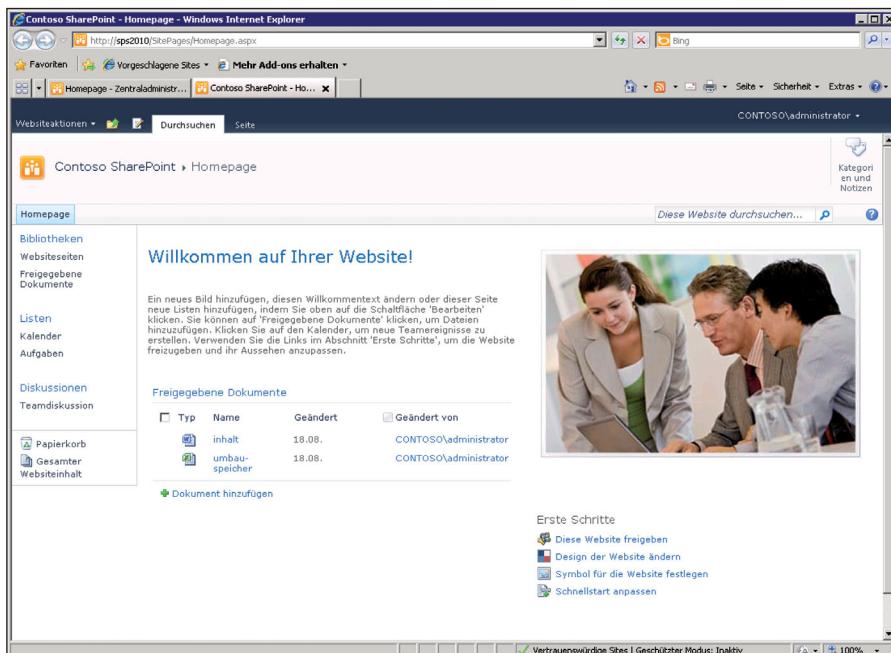 Contoso SharePoint - Homepage - Windows Internet Explorer
http://sps2010/SitePages/Homepage.aspx
Bing
Favoriten
Vorgeschlagene Sites
Mehr Add-ons erhalten
Homepage - Zentraladministr...
Contoso SharePoint - Ho...
Seite
Sicherheit
Extras
Websiteaktionen
Durchsuchen
Seite
CONTOSO\administrator
Contoso SharePoint
Homepage
Kategori
en und
Notizen
Homepage
Diese Website durchsuchen...
Bibliotheken
Websiteseiten
Freigegebene
Dokumente
Listen
Kalender
Aufgaben
Diskussionen
Teamdiskussion
Papierkorb
Gesamter
Websiteinhalt
Willkommen auf Ihrer Website!
Ein neues Bild hinzufügen, diesen Willkommentext ändern oder dieser Seite
neue Listen hinzufügen, indem Sie oben auf die Schaltfläche 'Bearbeiten'
klicken. Sie können auf 'Freigegebene Dokumente' klicken, um Dateien
hinzuzufügen. Klicken Sie auf den Kalender, um neue Teamereignisse zu
erstellen. Verwenden Sie die Links im Abschnitt 'Erste Schritte', um die Website
freizugeben und ihr Aussehen anzupassen.
Freigegebene Dokumente
Typ Name Geändert Geändert von
inhalt 18.08. CONTOSO\administrator
umbau- 18.08. CONTOSO\administrator
speicher
Dokument hinzufügen
Erste Schritte
Diese Website freigeben
Design der Website ändern
Symbol für die Website festlegen
Schnellstart anpassen
Vertrauenswürdige Sites | Geschützter Modus: Inaktiv
100%